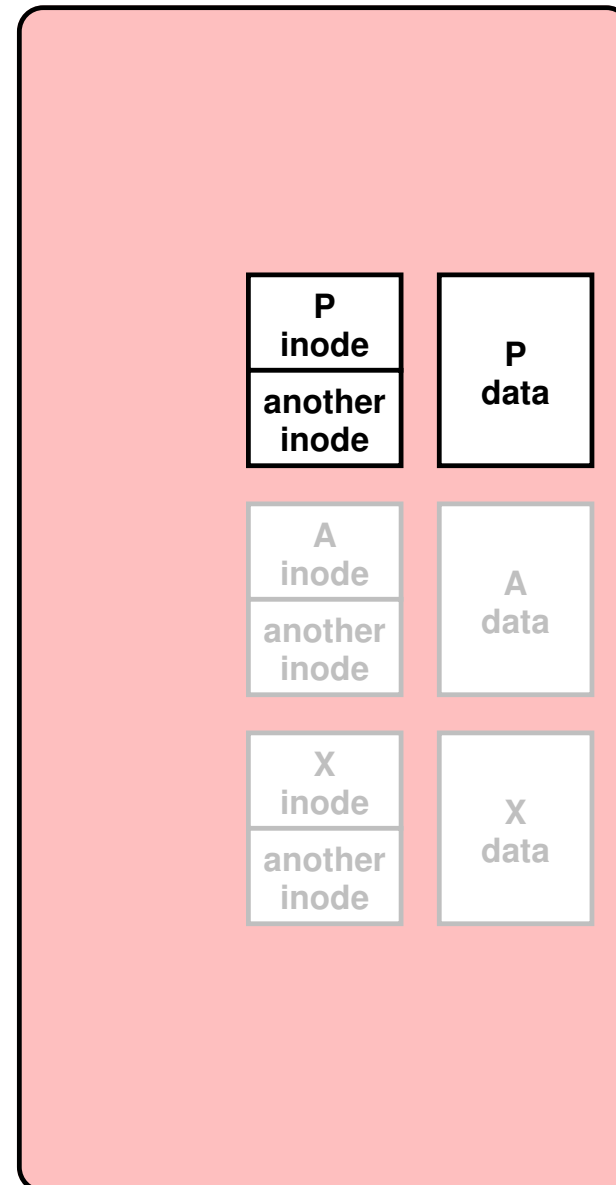 P
inode
another
inode
P
data
A
inode
another
inode
A
data
X
inode
another
inode
X
data